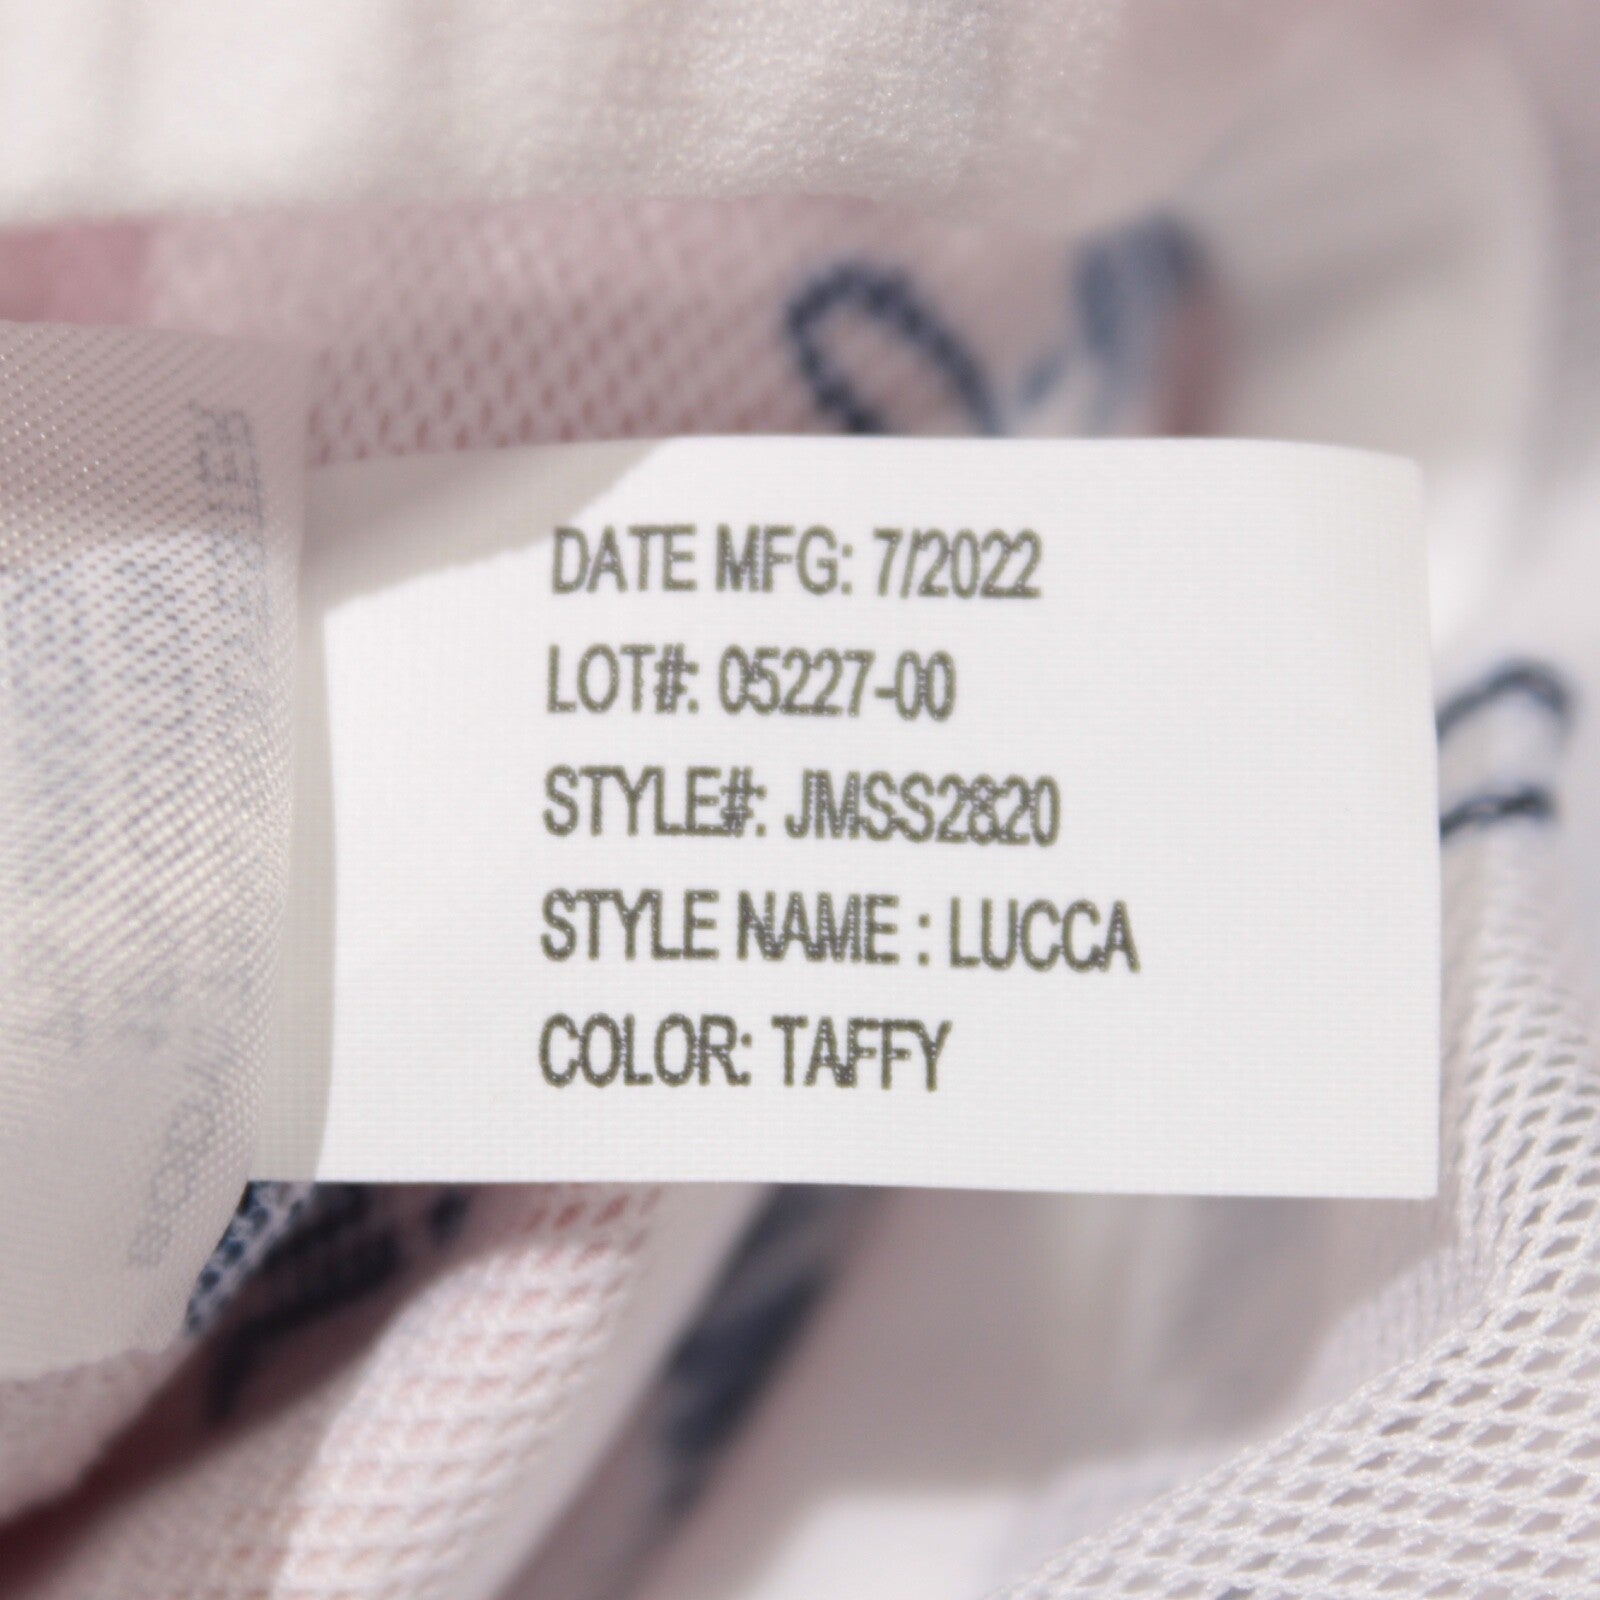 DATE MFG: 7/2022
LOT#: 05227-00
STYLE#: JMSS2820
STYLE NAME : LUCCA
COLOR: TAFFY